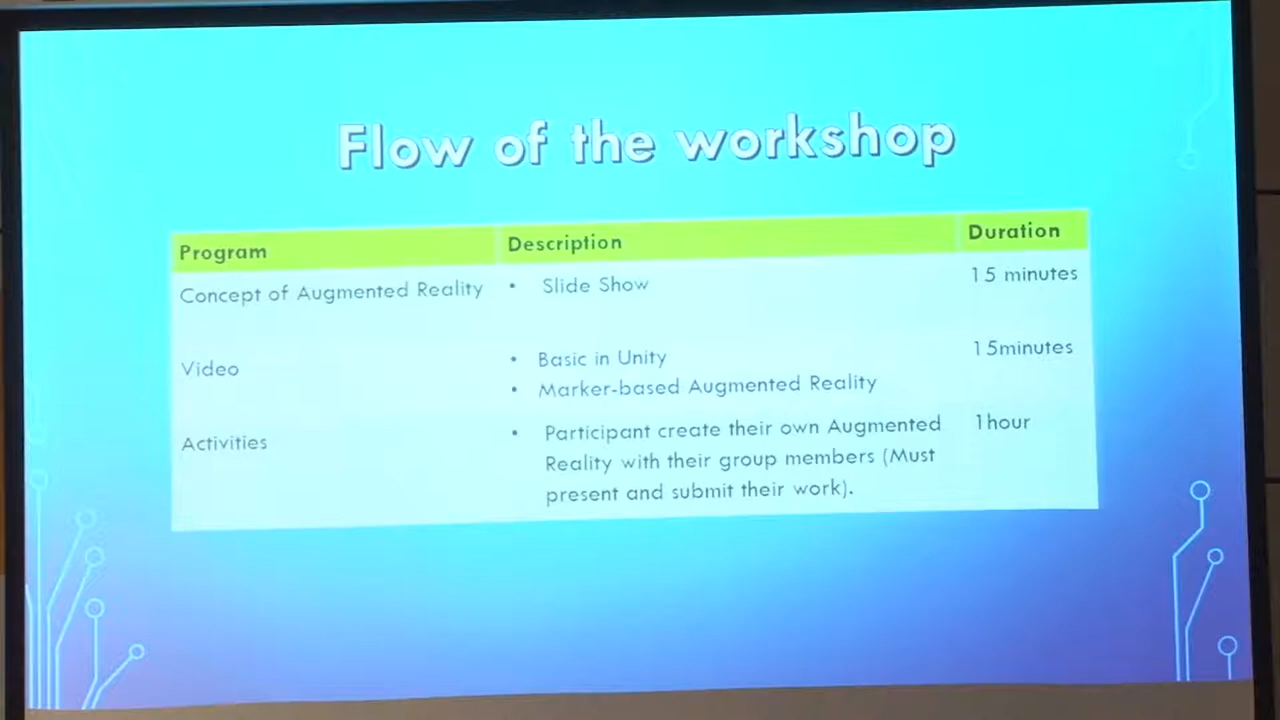 Flow of the workshop
Program Description Duration
Concept of Augmented Reality • Slide Show 15 minutes
Video • Basic in Unity 15minutes
• Marker-based Augmented Reality
Activities • Participant create their own Augmented 1hour
Reality with their group members (Must
present and submit their work).